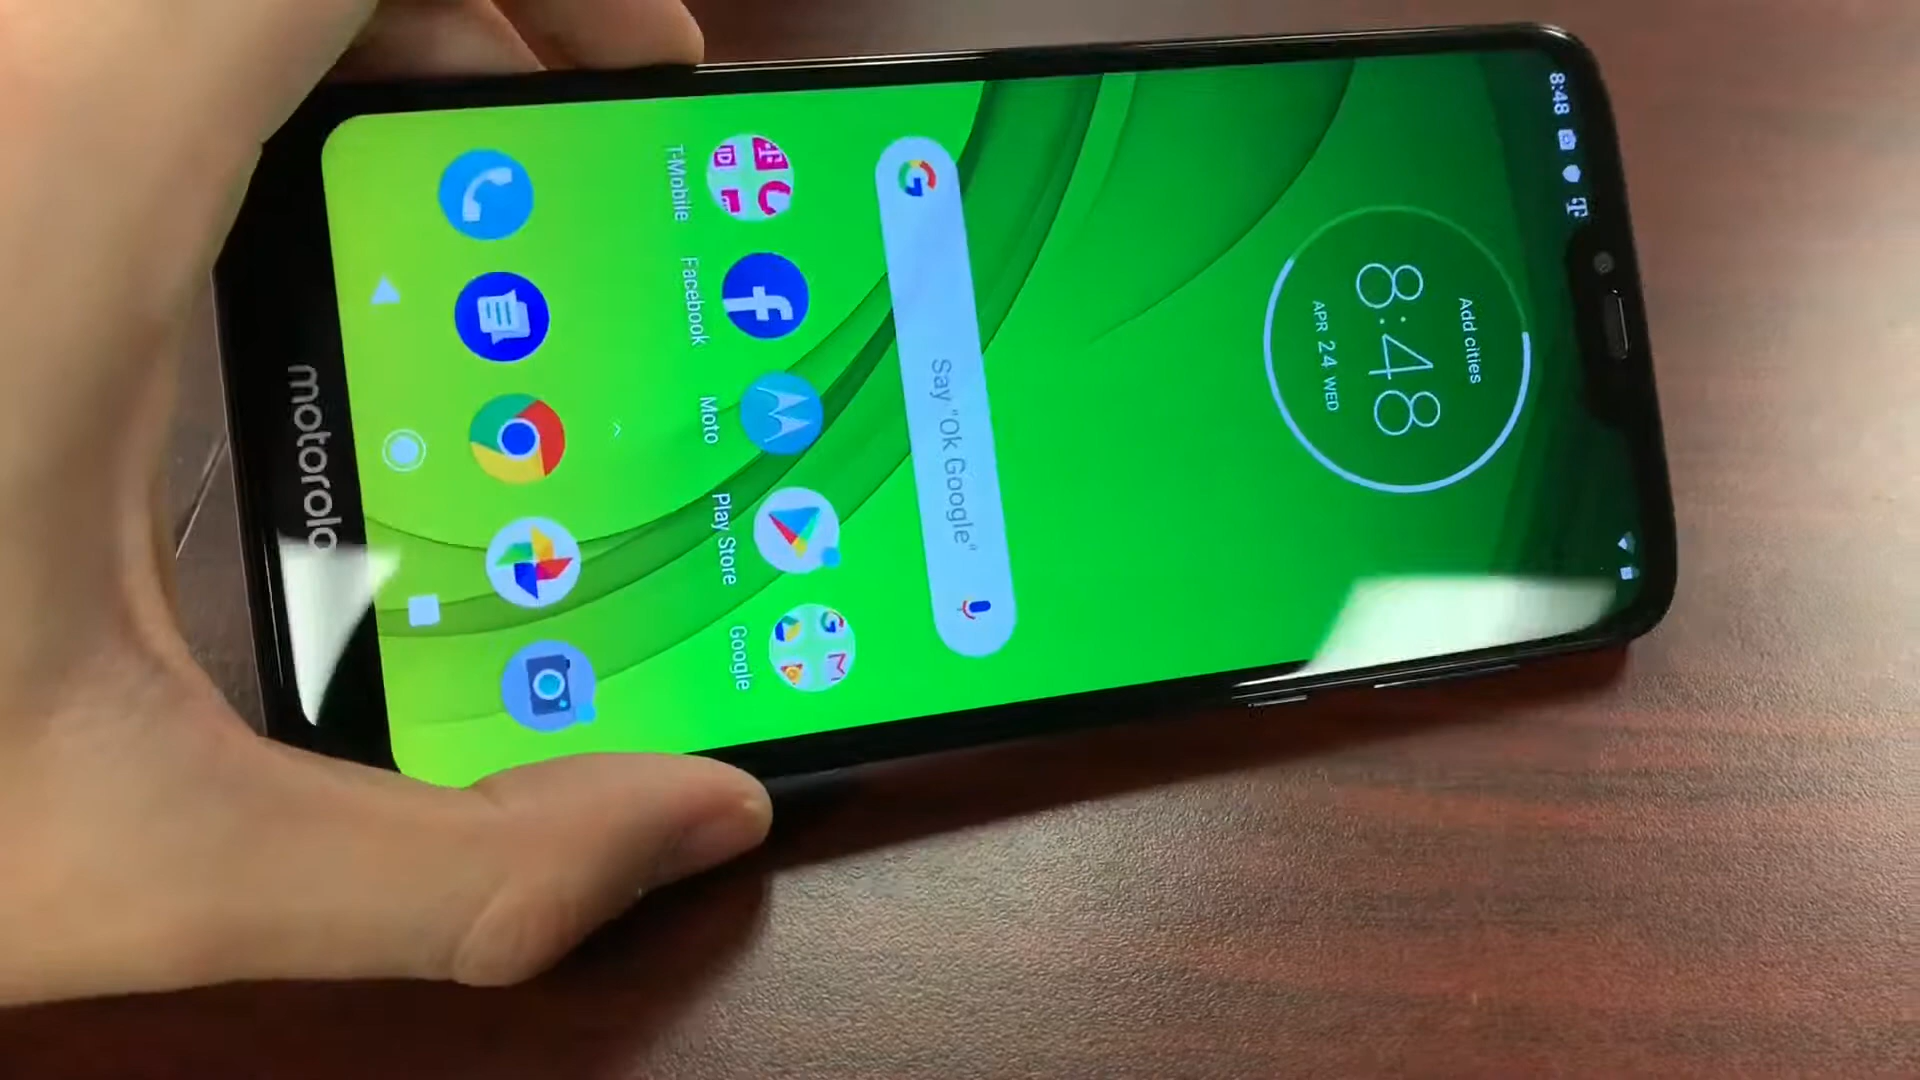 8:48
Add cities
8:48
APR 24 WED
Say "Ok Google"
T-Mobile
Facebook
Moto
Play Store
Google
motorola